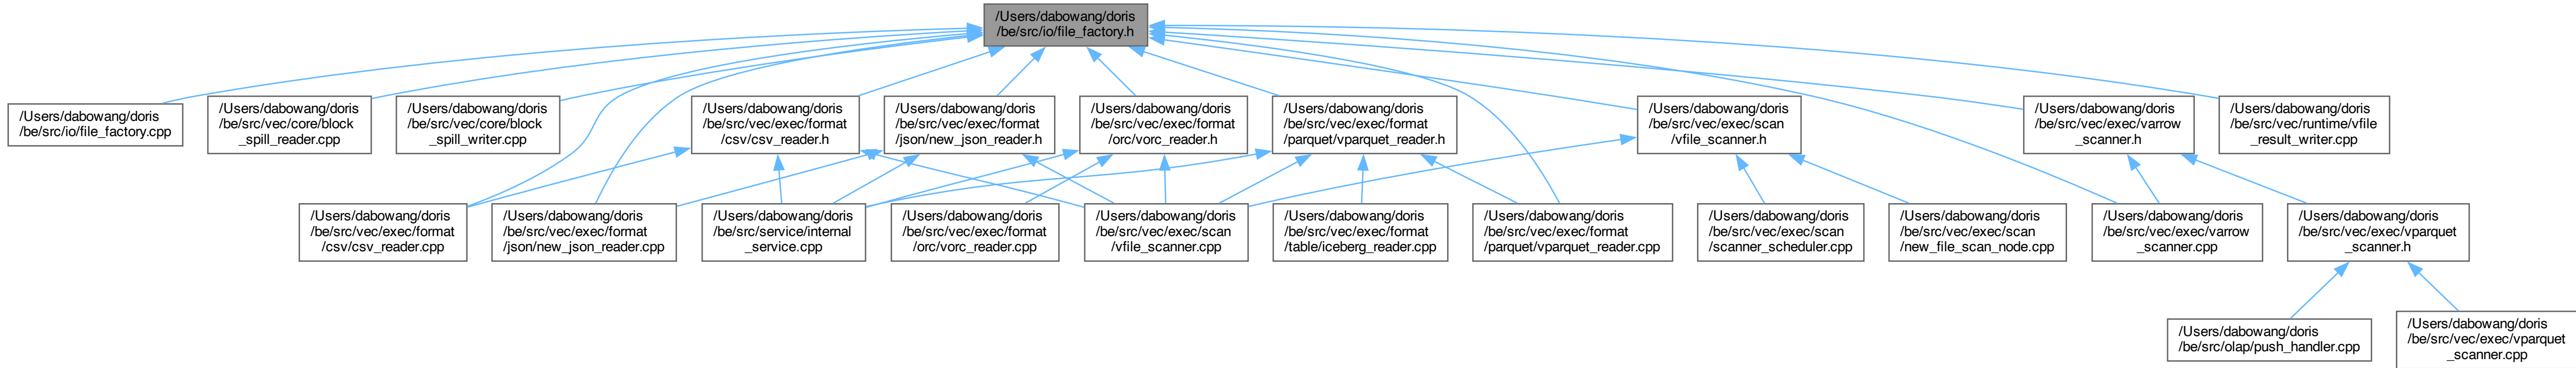 /Users/dabowang/doris
/be/src/io/file_factory.h
/Users/dabowang/doris
/be/src/io/file_factory.cpp
/Users/dabowang/doris
/be/src/vec/core/block
_spill_reader.cpp
/Users/dabowang/doris
/be/src/vec/core/block
_spill_writer.cpp
/Users/dabowang/doris
/be/src/vec/exec/format
/csv/csv_reader.h
/Users/dabowang/doris
/be/src/vec/exec/format
/json/new_json_reader.h
/Users/dabowang/doris
/be/src/vec/exec/format
/orc/vorc_reader.h
/Users/dabowang/doris
/be/src/vec/exec/format
/parquet/vparquet_reader.h
/Users/dabowang/doris
/be/src/vec/exec/scan
/vfile_scanner.h
/Users/dabowang/doris
/be/src/vec/exec/varrow
_scanner.h
/Users/dabowang/doris
/be/src/vec/runtime/vfile
_result_writer.cpp
/Users/dabowang/doris
/be/src/vec/exec/format
/csv/csv_reader.cpp
/Users/dabowang/doris
/be/src/vec/exec/format
/json/new_json_reader.cpp
/Users/dabowang/doris
/be/src/service/internal
_service.cpp
/Users/dabowang/doris
/be/src/vec/exec/format
/orc/vorc_reader.cpp
/Users/dabowang/doris
/be/src/vec/exec/scan
/vfile_scanner.cpp
/Users/dabowang/doris
/be/src/vec/exec/format
/table/iceberg_reader.cpp
/Users/dabowang/doris
/be/src/vec/exec/format
/parquet/vparquet_reader.cpp
/Users/dabowang/doris
/be/src/vec/exec/scan
/scanner_scheduler.cpp
/Users/dabowang/doris
/be/src/vec/exec/scan
/new_file_scan_node.cpp
/Users/dabowang/doris
/be/src/vec/exec/varrow
_scanner.cpp
/Users/dabowang/doris
/be/src/vec/exec/vparquet
_scanner.h
/Users/dabowang/doris
/be/src/olap/push_handler.cpp
/Users/dabowang/doris
/be/src/vec/exec/vparquet
_scanner.cpp